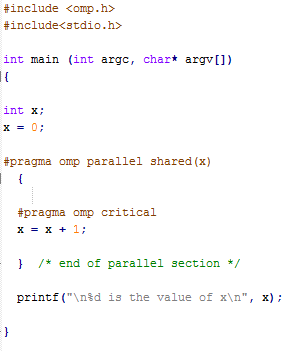 #include <omp.h>
#include<stdio.h>
int main (int argc, char* argv[])
{
int x;
x = 0;
#pragma omp parallel shared(x)
{
#pragma omp critical
x = x + 1;
} /* end of parallel section */
printf("\n%d is the value of x\n", x);
}